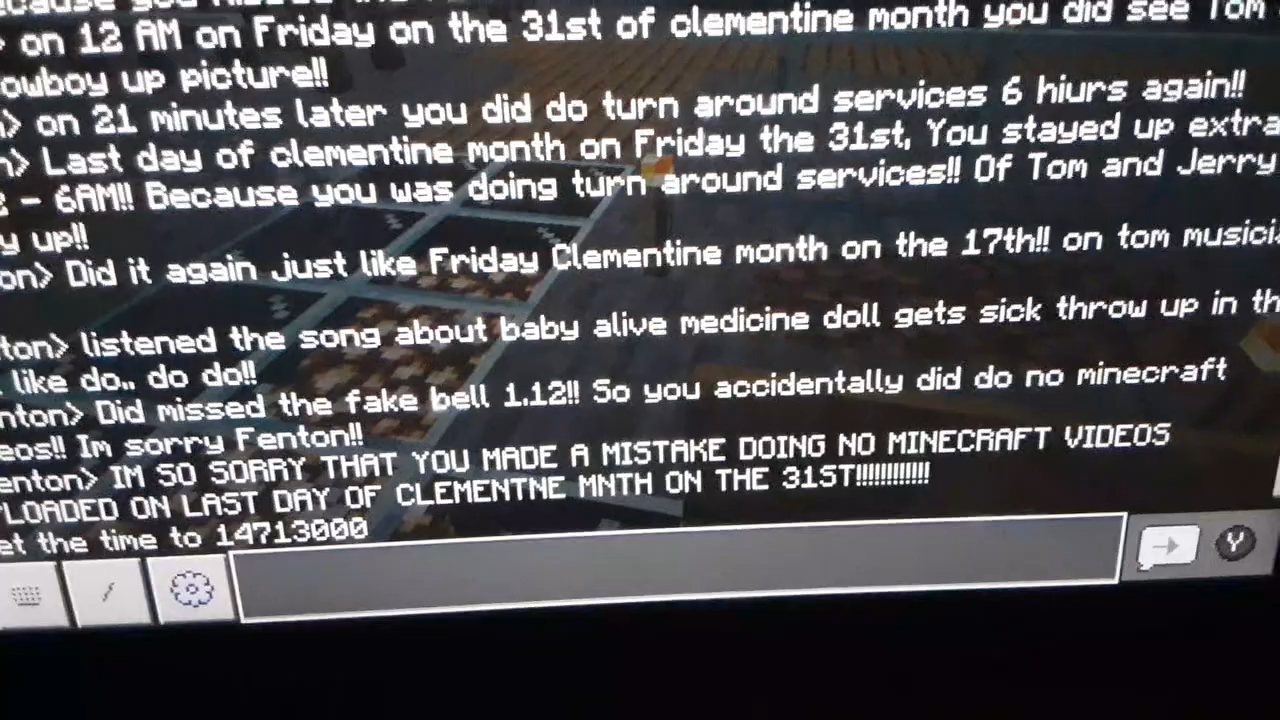 on 12 AM on Friday on the 31st of clementine month you did see Tom
owboy up picture!!
> on 21 minutes later you did do turn around services 6 hiurs again!!
> Last day of clementine month on Friday the 31st, You stayed up extra
- 6AM!! Because you was doing turn around services!! Of Tom and Jerry
y up!!
on> Did it again just like Friday Clementine month on the 17th!! on tom musici
ton> listened the song about baby alive medicine doll gets sick throw up in th
like do.. do do!!
nton> Did missed the fake bell 1.12!! So you accidentally did do no minecraft
eos!! Im sorry Fenton!!
enton> IM SO SORRY THAT YOU MADE A MISTAKE DOING NO MINECRAFT VIDEOS
LOADED ON LAST DAY OF CLEMENTNE MNTH ON THE 31ST!!!!!!!!!!!!
et the time to 14713000
Y